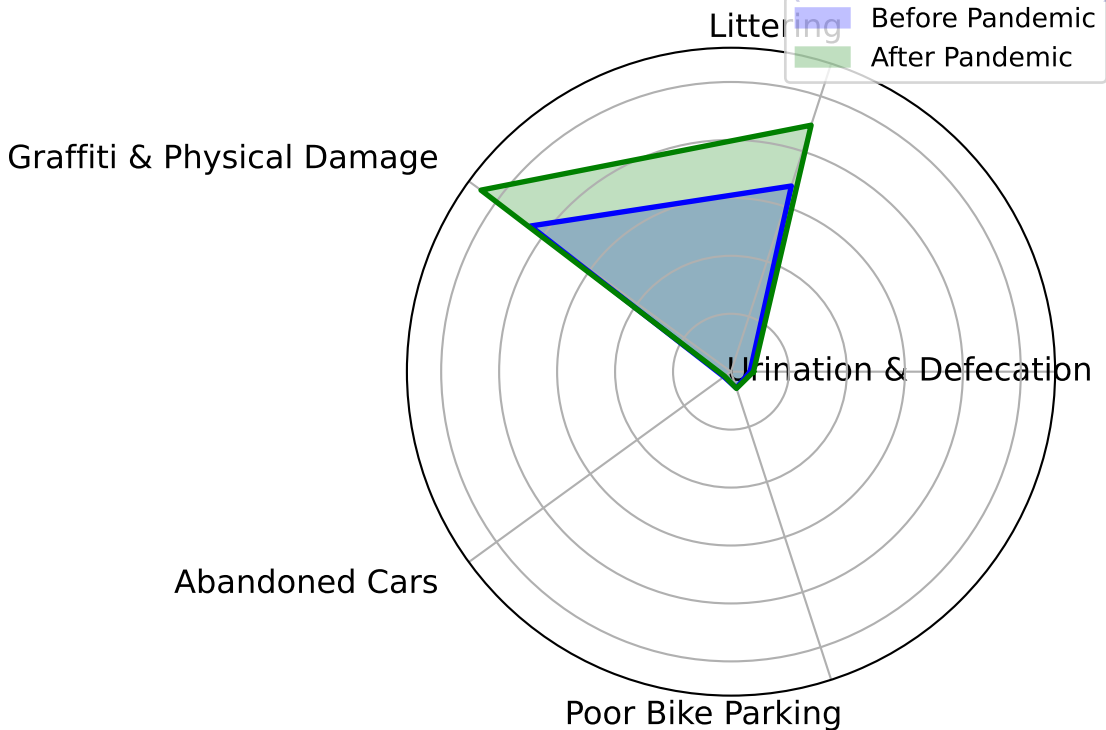 Littering
Before Pandemic
After Pandemic
Graffiti & Physical Damage
Urination & Defecation
Abandoned Cars
Poor Bike Parking